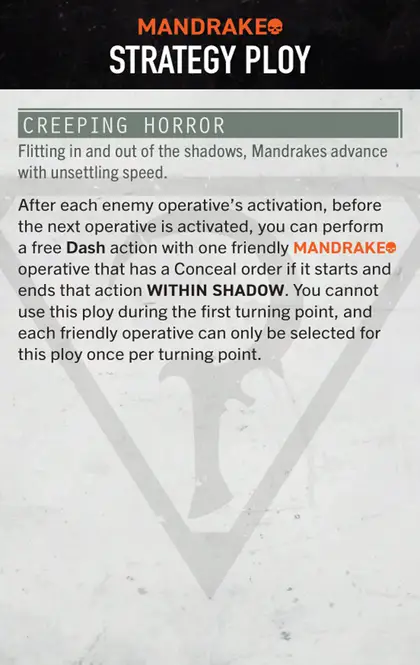 MANDRAKE
STRATEGY PLOY
CREEPING HORROR
Flitting in and out of the shadows, Mandrakes advance
with unsettling speed.
After each enemy operative's activation, before
the next operative is activated, you can perform
a free Dash action with one friendly MANDRAKE
operative that has a Conceal order if it starts and
ends that action WITHIN SHADOW. You cannot
use this ploy during the first turning point, and
each friendly operative can only be selected for
this ploy once per turning point.